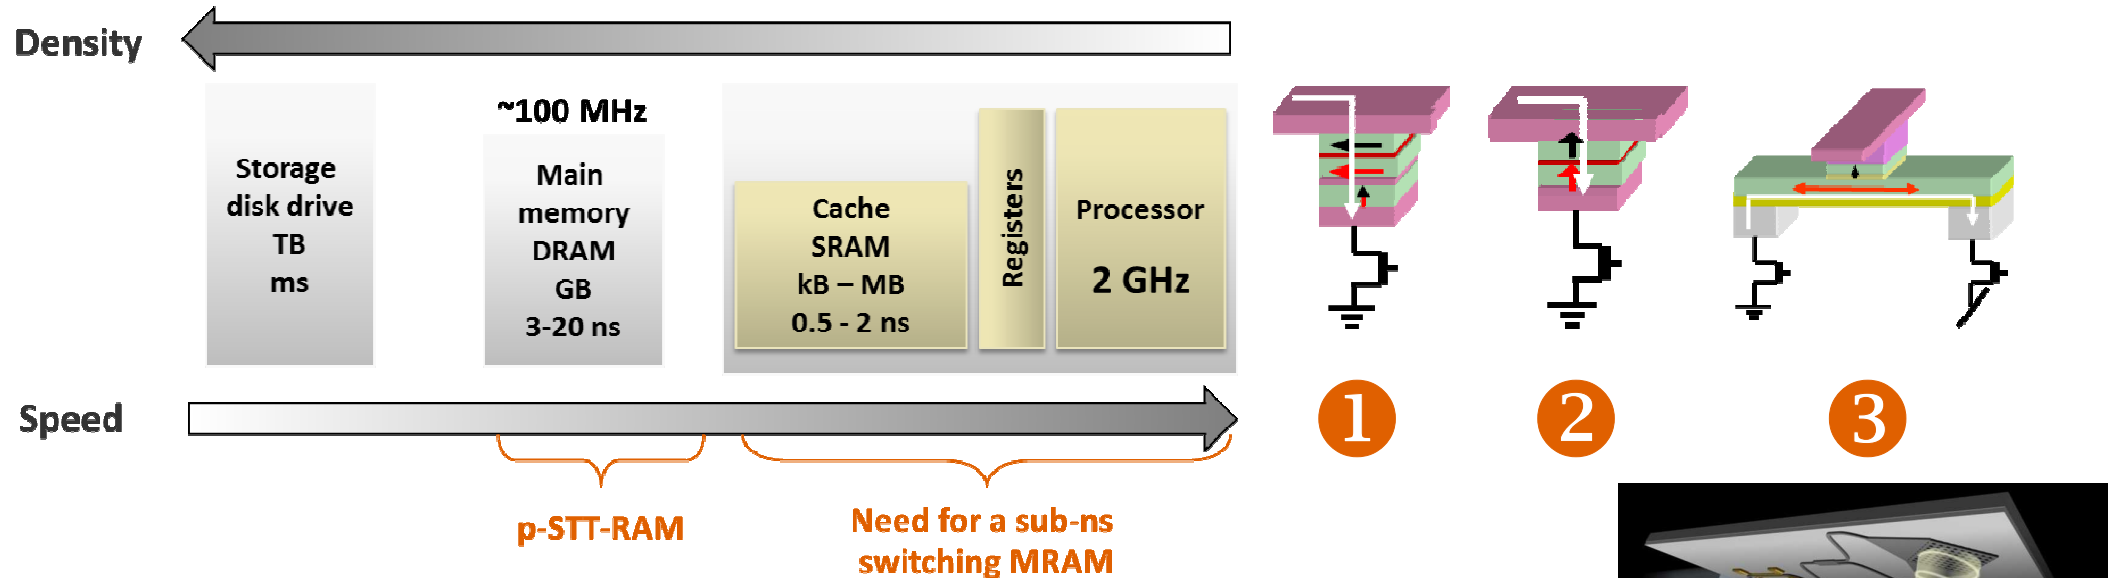 Density
Storage
disk drive
TB
ms
~100 MHz
Main
memory
DRAM
GB
3-20 ns
Cache
SRAM
kB – MB
0.5 - 2 ns
Registers
Processor
2 GHz
Speed
p-STT-RAM
Need for a sub-ns
switching MRAM
1
2
3